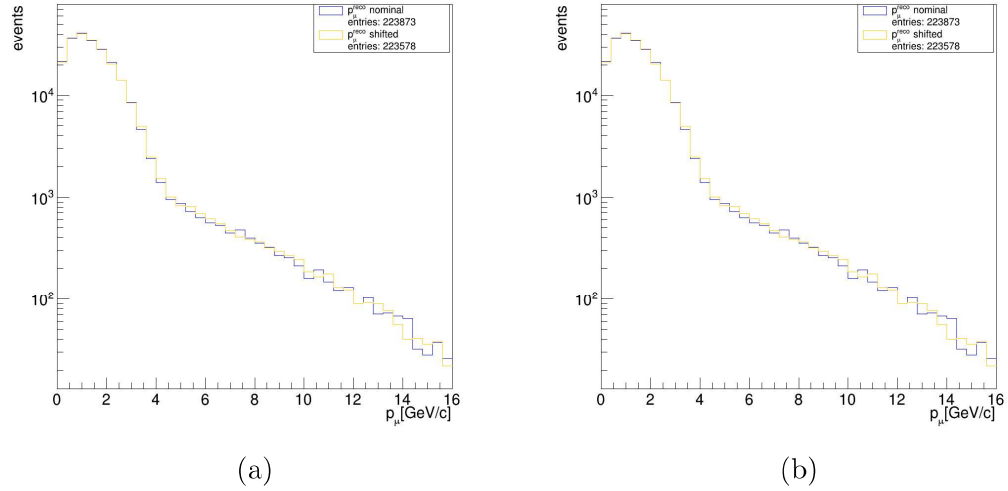 events
10^4
10^3
10^2
0 2 4 6 8 10 12 14 16
p_μ[GeV/c]
p_μ^reco nominal
entries: 223873
p_μ^reco shifted
entries: 223578
(a)
events
10^4
10^3
10^2
0 2 4 6 8 10 12 14 16
p_μ[GeV/c]
p_μ^reco nominal
entries: 223873
p_μ^reco shifted
entries: 223578
(b)